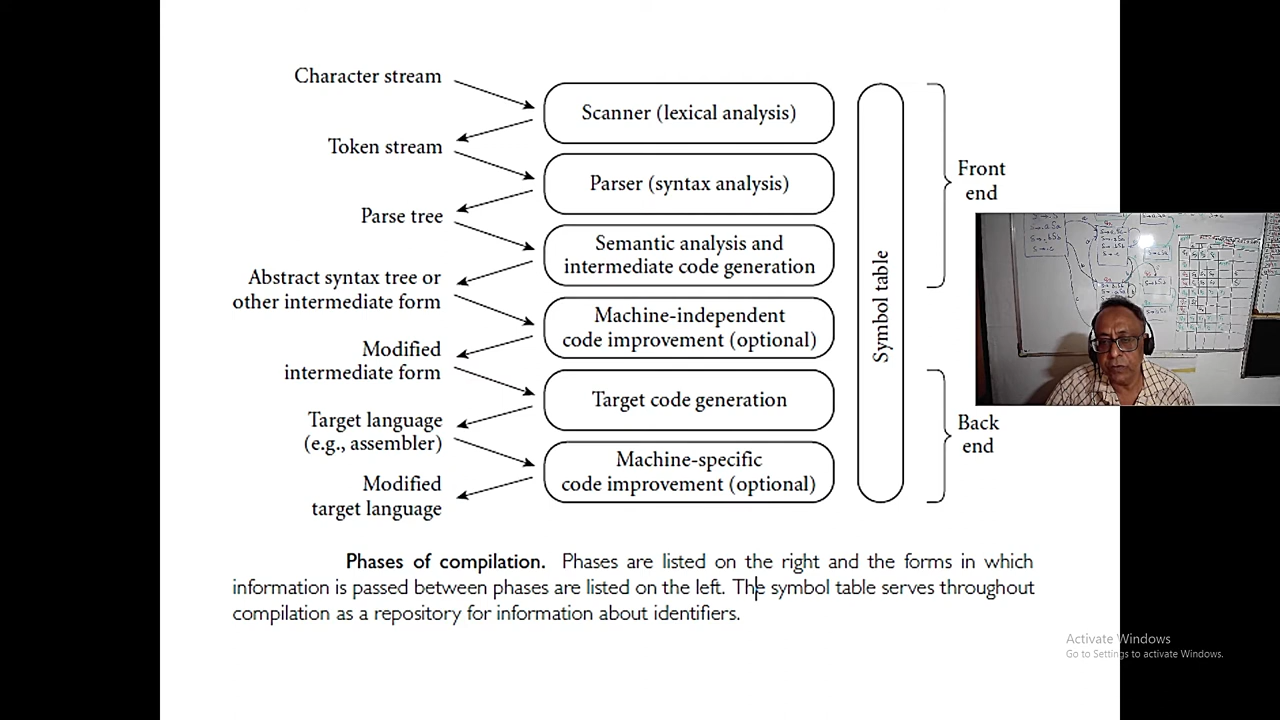 Character stream
Scanner (lexical analysis)
Token stream
Parser (syntax analysis)
Parse tree
Semantic analysis and
intermediate code generation
Abstract syntax tree or
other intermediate form
Machine-independent
code improvement (optional)
Modified
intermediate form
Target code generation
Target language
(e.g., assembler)
Machine-specific
code improvement (optional)
Modified
target language
Symbol table
Front
end
Back
end
Phases of compilation. Phases are listed on the right and the forms in which
information is passed between phases are listed on the left. The symbol table serves throughout
compilation as a repository for information about identifiers.
Activate Windows
Go to Settings to activate Windows.